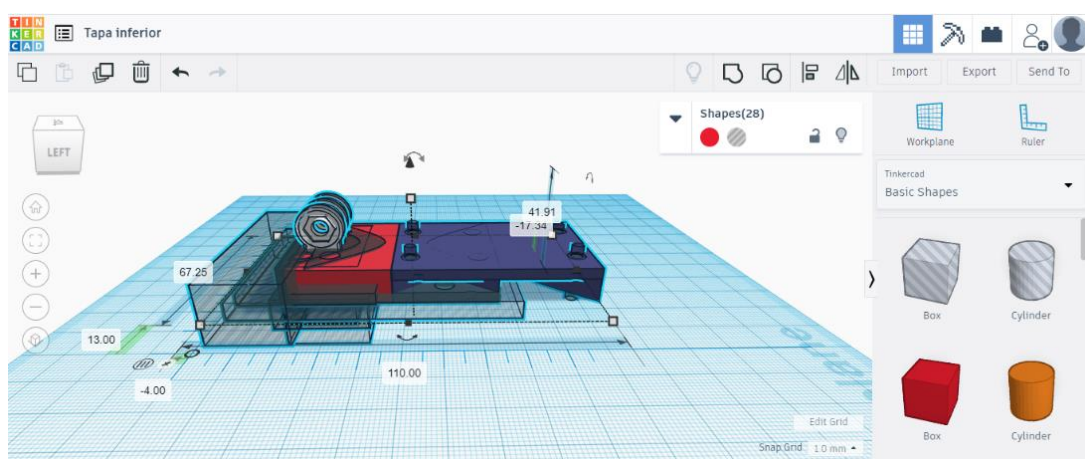 TIN
KER
CAD
Tapa inferior
Import
Export
Send To
Shapes(28)
LEFT
Workplane
Ruler
Tinkercad
Basic Shapes
41.91
-17.34
67.25
13.00
-4.00
110.00
Box
Cylinder
Box
Cylinder
Edit Grid
Snap Grid 1.0 mm